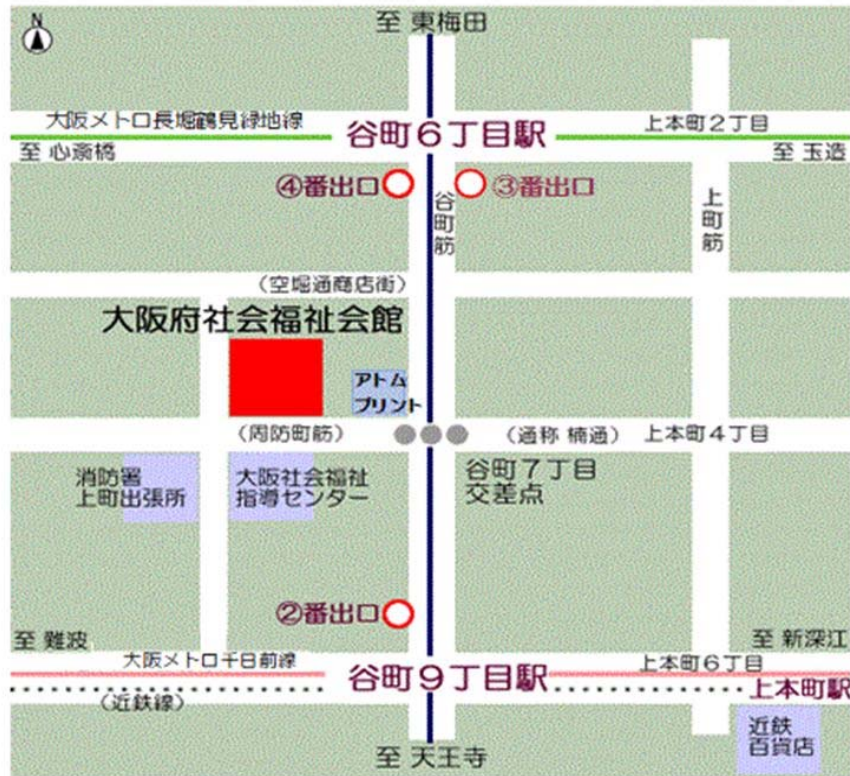 N
至 東梅田
大阪メトロ長堀鶴見緑地線
谷町6丁目駅
上本町2丁目
至 心斎橋
至 玉造
④番出口
③番出口
谷町筋
上町筋
(空堀通商店街)
大阪府社会福祉会館
アトム
プリント
(周防町筋)
(通称 楠通)
上本町4丁目
消防署
上町出張所
大阪社会福祉
指導センター
谷町7丁目
交差点
②番出口
至 難波
至 新深江
大阪メトロ千日前線
上本町6丁目
谷町9丁目駅
上本町駅
(近鉄線)
近鉄
百貨店
至 天王寺